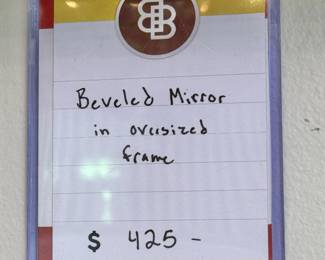 Beveled Mirror
in oversized
frame
$ 425 -